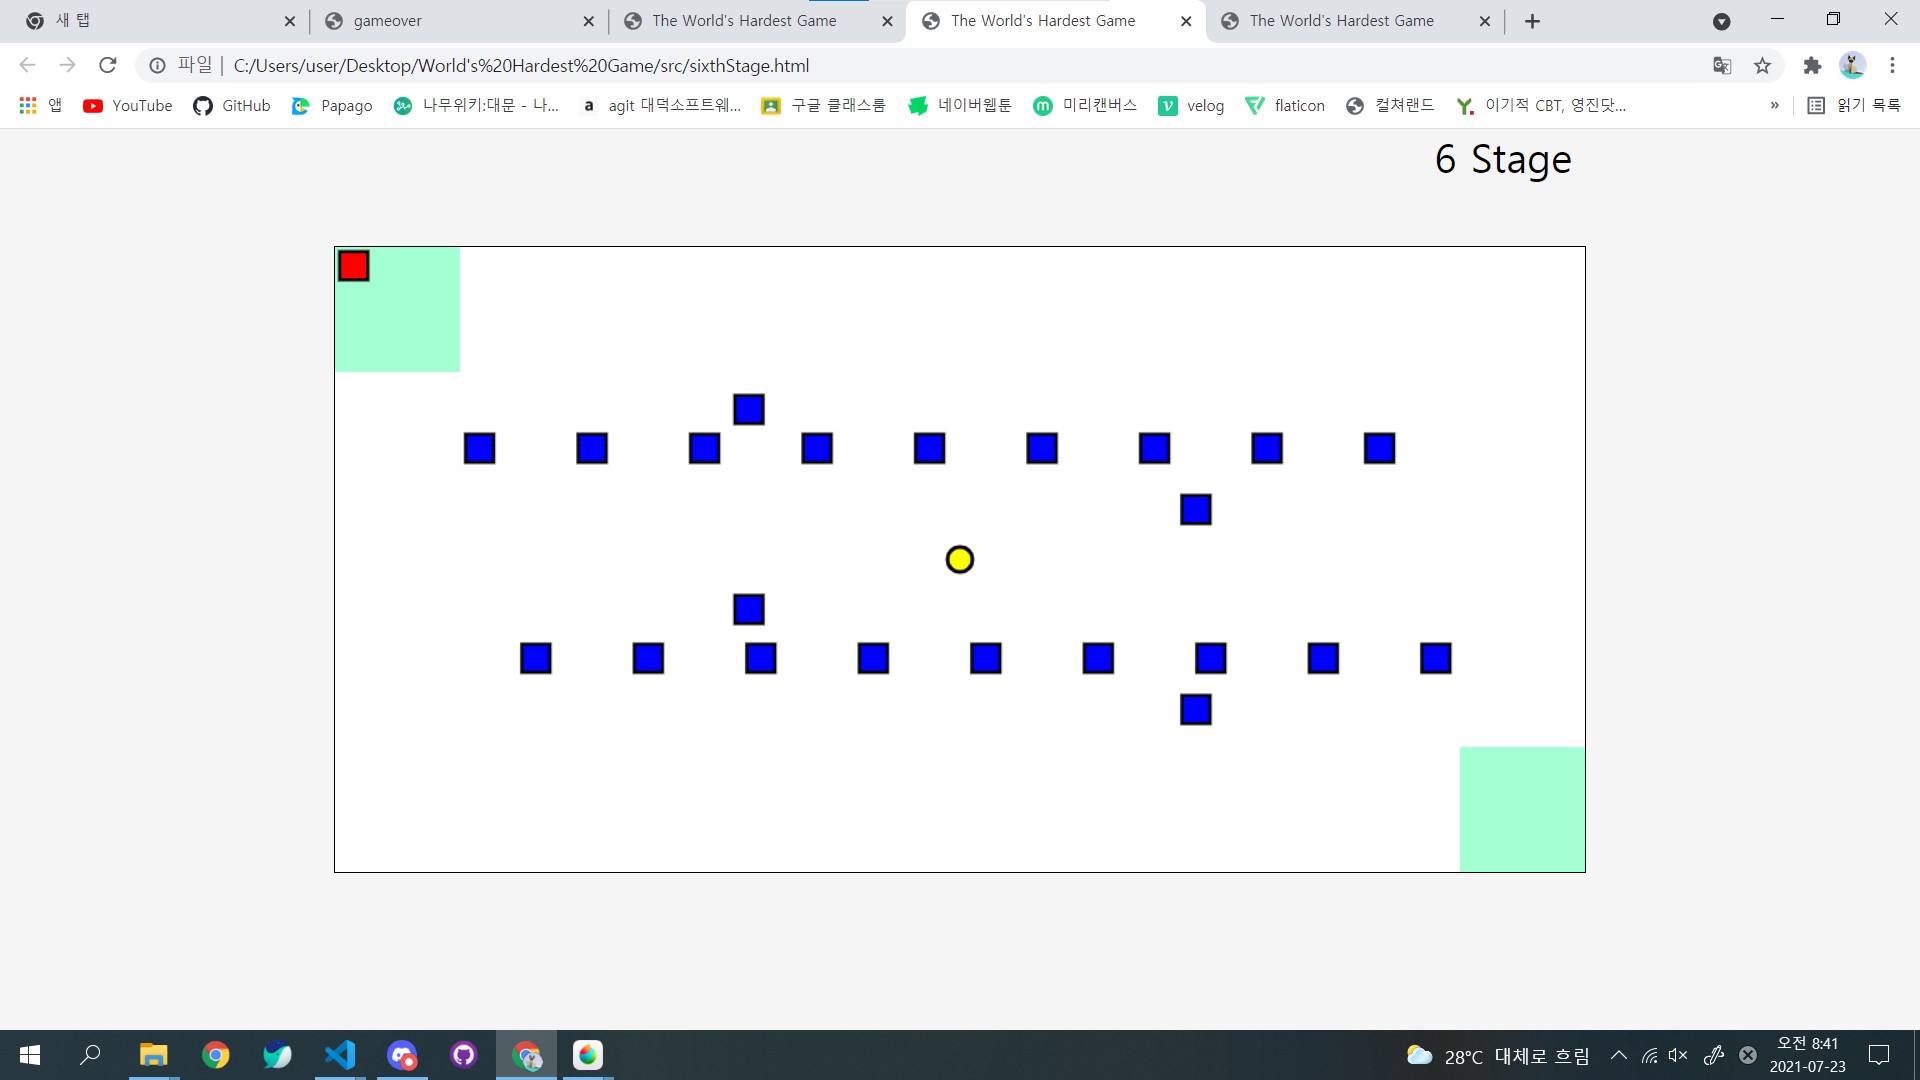 새 탭
gameover
The World's Hardest Game
The World's Hardest Game
The World's Hardest Game
파일 | C:/Users/user/Desktop/World's%20Hardest%20Game/src/sixthStage.html
앱
YouTube
GitHub
Papago
나무위키:대문 - 나...
a agit 대덕소프트웨...
구글 클래스룸
네이버웹툰
m 미리캔버스
v velog
flaticon
컬쳐랜드
이기적 CBT, 영진닷...
»
읽기 목록
6 Stage
28°C 대체로 흐림
오전 8:41
2021-07-23